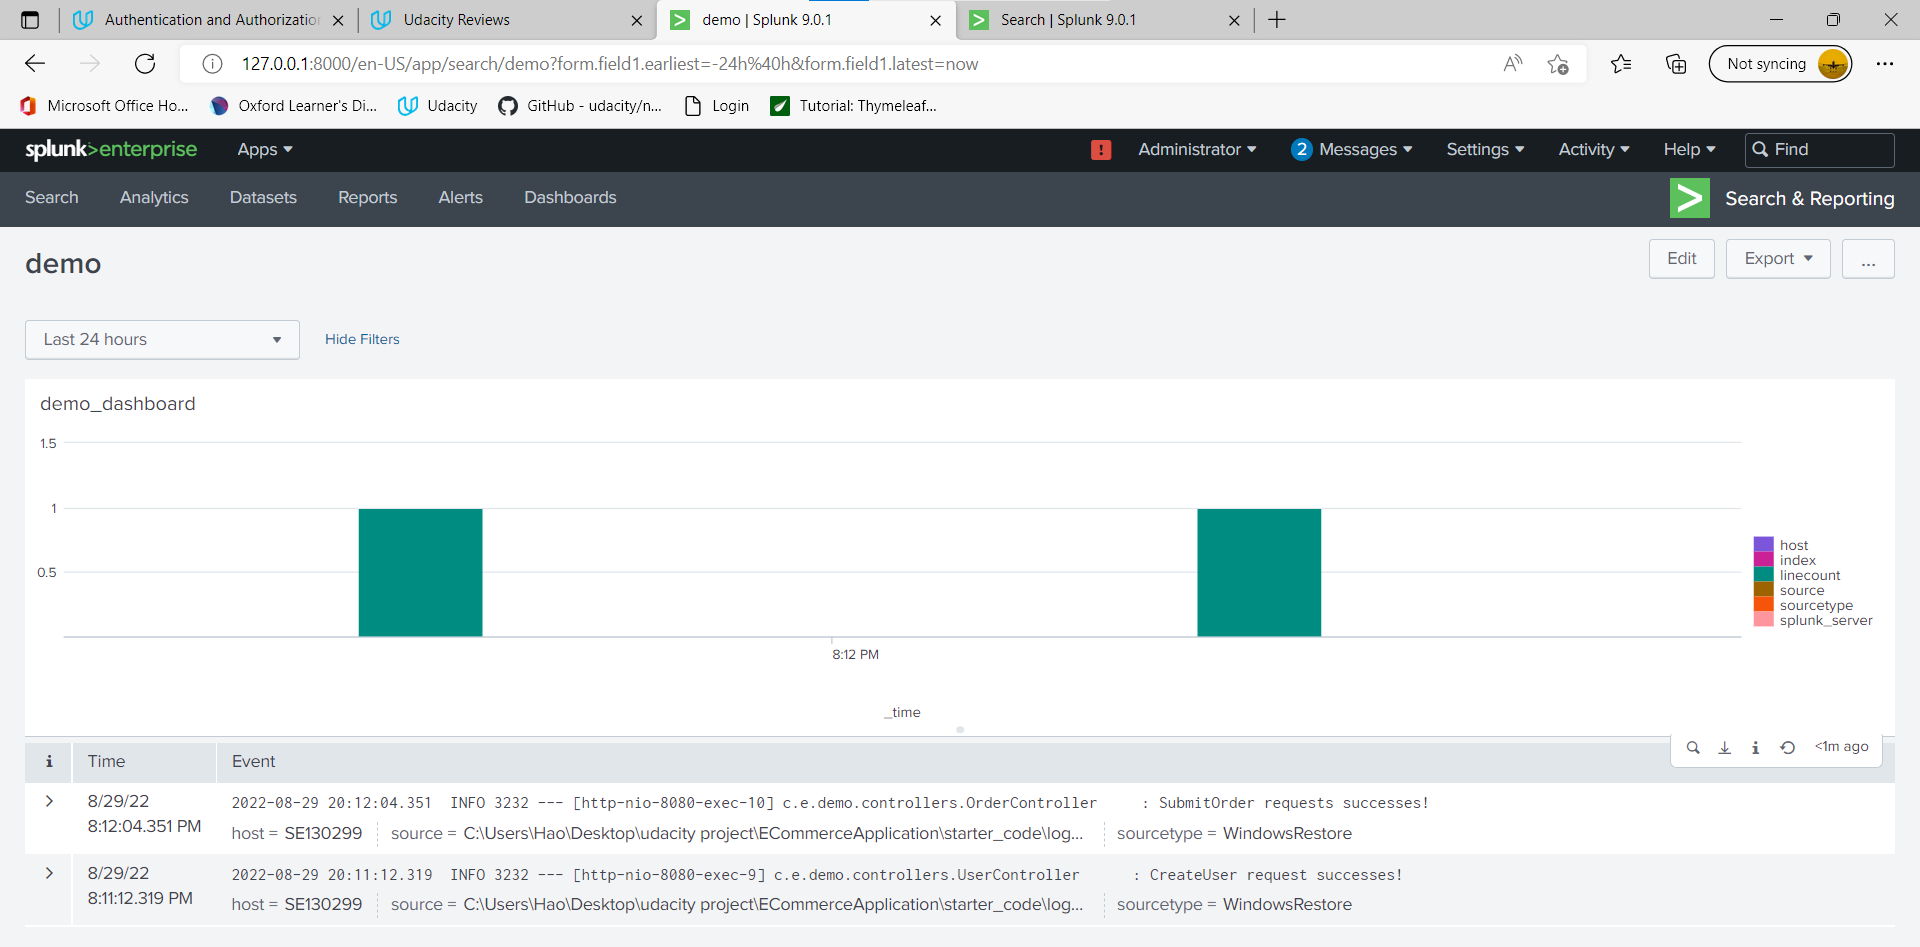 Authentication and Authorization
Udacity Reviews
demo | Splunk 9.0.1
Search | Splunk 9.0.1
127.0.0.1:8000/en-US/app/search/demo?form.field1.earliest=-24h%40h&form.field1.latest=now
Not syncing
Microsoft Office Ho...
Oxford Learner's Di...
Udacity
GitHub - udacity/n...
Login
Tutorial: Thymeleaf...
splunk>enterprise
Apps
!
Administrator
2 Messages
Settings
Activity
Help
Find
Search
Analytics
Datasets
Reports
Alerts
Dashboards
Search & Reporting
demo
Edit
Export
...
Last 24 hours
Hide Filters
demo_dashboard
1.5
1
0.5
8:12 PM
_time
host
index
linecount
source
sourcetype
splunk_server
<1m ago
i
Time
Event
8/29/22
8:12:04.351 PM
2022-08-29 20:12:04.351  INFO 3232 --- [http-nio-8080-exec-10] c.e.demo.controllers.OrderController     : SubmitOrder requests successes!
host = SE130299
source = C:\Users\Hao\Desktop\udacity project\ECommerceApplication\starter_code\log...
sourcetype = WindowsRestore
8/29/22
8:11:12.319 PM
2022-08-29 20:11:12.319  INFO 3232 --- [http-nio-8080-exec-9] c.e.demo.controllers.UserController      : CreateUser request successes!
host = SE130299
source = C:\Users\Hao\Desktop\udacity project\ECommerceApplication\starter_code\log...
sourcetype = WindowsRestore